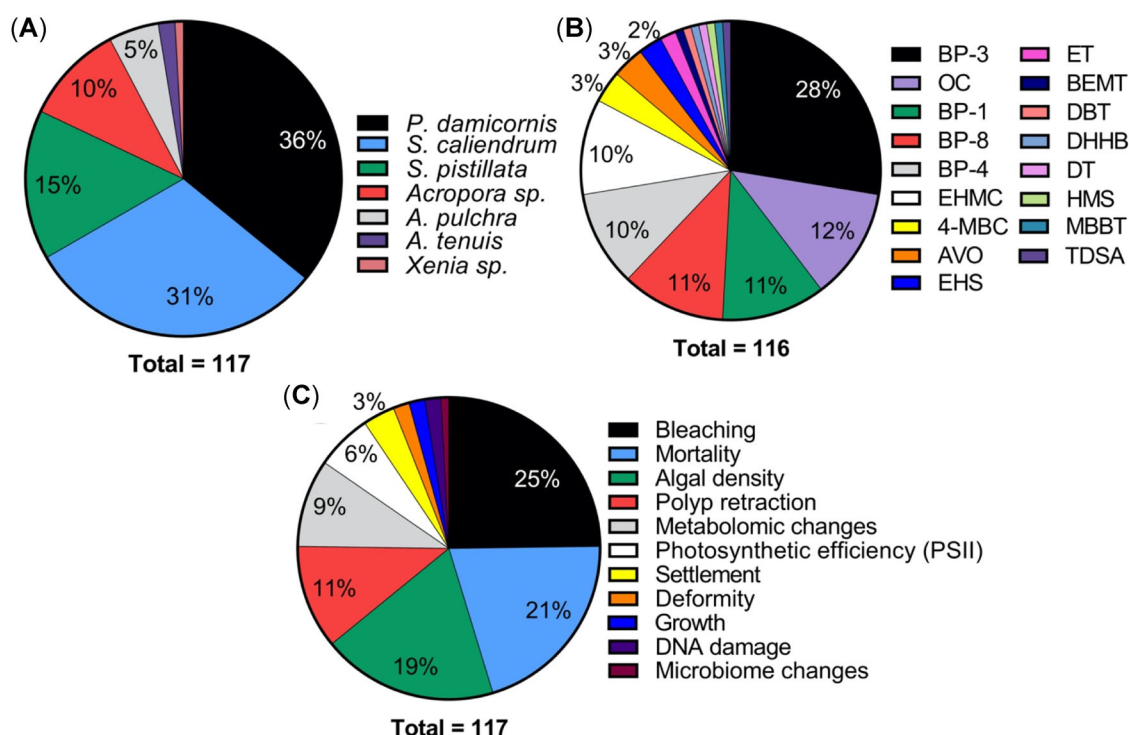 (A)
5%
10%
36%
15%
31%
P. damicornis
S. caliendrum
S. pistillata
Acropora sp.
A. pulchra
A. tenuis
Xenia sp.
Total = 117
(B)
2%
3%
3%
28%
10%
12%
10%
11%
11%
BP-3
OC
BP-1
BP-8
BP-4
EHMC
4-MBC
AVO
EHS
ET
BEMT
DBT
DHHB
DT
HMS
MBBT
TDSA
Total = 116
(C)
3%
6%
25%
9%
11%
21%
19%
Bleaching
Mortality
Algal density
Polyp retraction
Metabolomic changes
Photosynthetic efficiency (PSII)
Settlement
Deformity
Growth
DNA damage
Microbiome changes
Total = 117